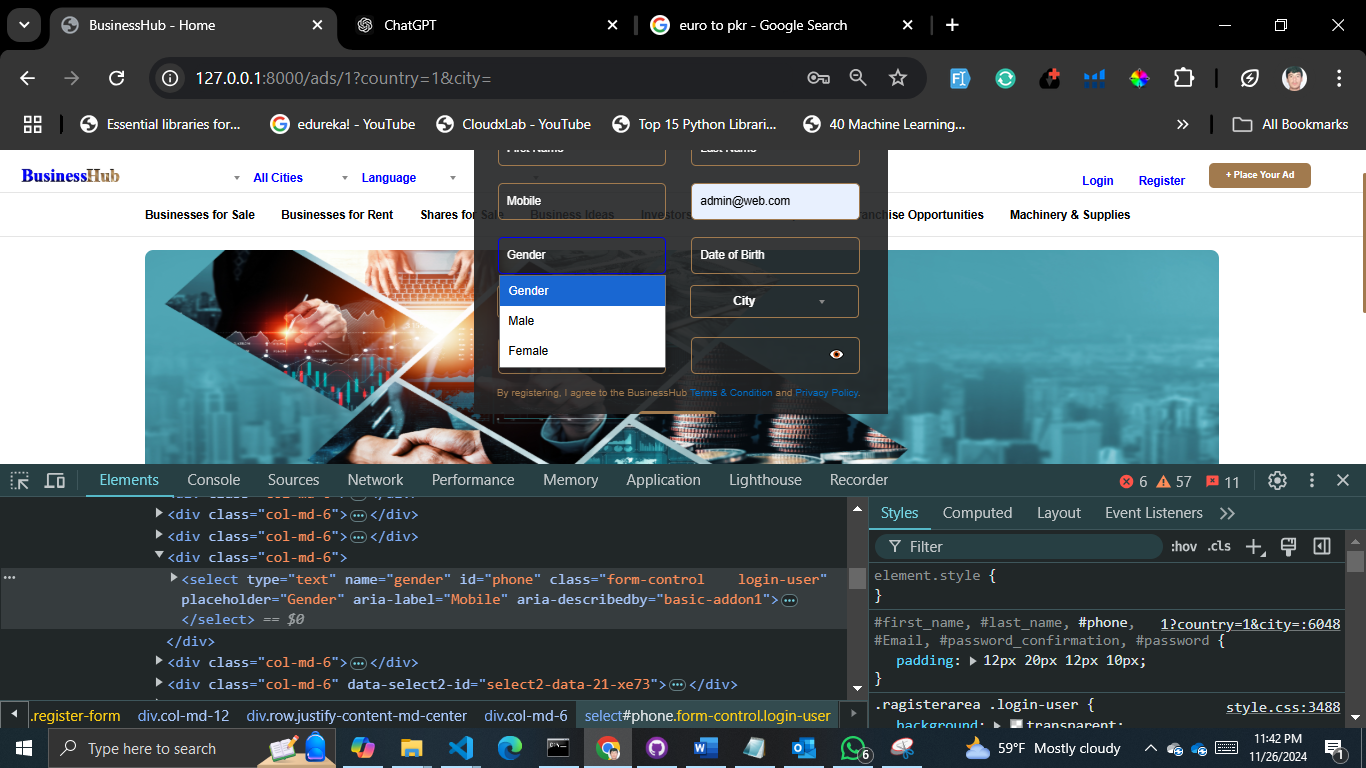 BusinessHub - Home
ChatGPT
euro to pkr - Google Search
127.0.0.1:8000/ads/1?country=1&city=
Essential libraries for...
edureka! - YouTube
CloudxLab - YouTube
Top 15 Python Librari...
40 Machine Learning...
»
All Bookmarks
BusinessHub
All Cities
Language
Login
Register
+ Place Your Ad
Businesses for Sale
Businesses for Rent
Shares for Sale
Business Ideas
Franchise Opportunities
Machinery & Supplies
First Name
Last Name
Mobile
admin@web.com
Gender
Date of Birth
Gender
Male
Female
City
By registering, I agree to the BusinessHub Terms & Condition and Privacy Policy.
Elements
Console
Sources
Network
Performance
Memory
Application
Lighthouse
Recorder
6
57
11
<div class="col-md-6">…</div>
<div class="col-md-6">…</div>
<div class="col-md-6">
<select type="text" name="gender" id="phone" class="form-control    login-user"
placeholder="Gender" aria-label="Mobile" aria-describedby="basic-addon1">…
</select> == $0
</div>
<div class="col-md-6">…</div>
<div class="col-md-6" data-select2-id="select2-data-21-xe73">…</div>
.register-form
div.col-md-12
div.row.justify-content-md-center
div.col-md-6
select#phone.form-control.login-user
Styles
Computed
Layout
Event Listeners
Filter
:hov
.cls
element.style {
}
#first_name, #last_name, #phone, 1?country=1&city=:6048
#Email, #password_confirmation, #password {
padding: 12px 20px 12px 10px;
}
.ragisterarea .login-user { style.css:3488
background: transparent;
Type here to search
6
59°F Mostly cloudy
11:42 PM
11/26/2024
1